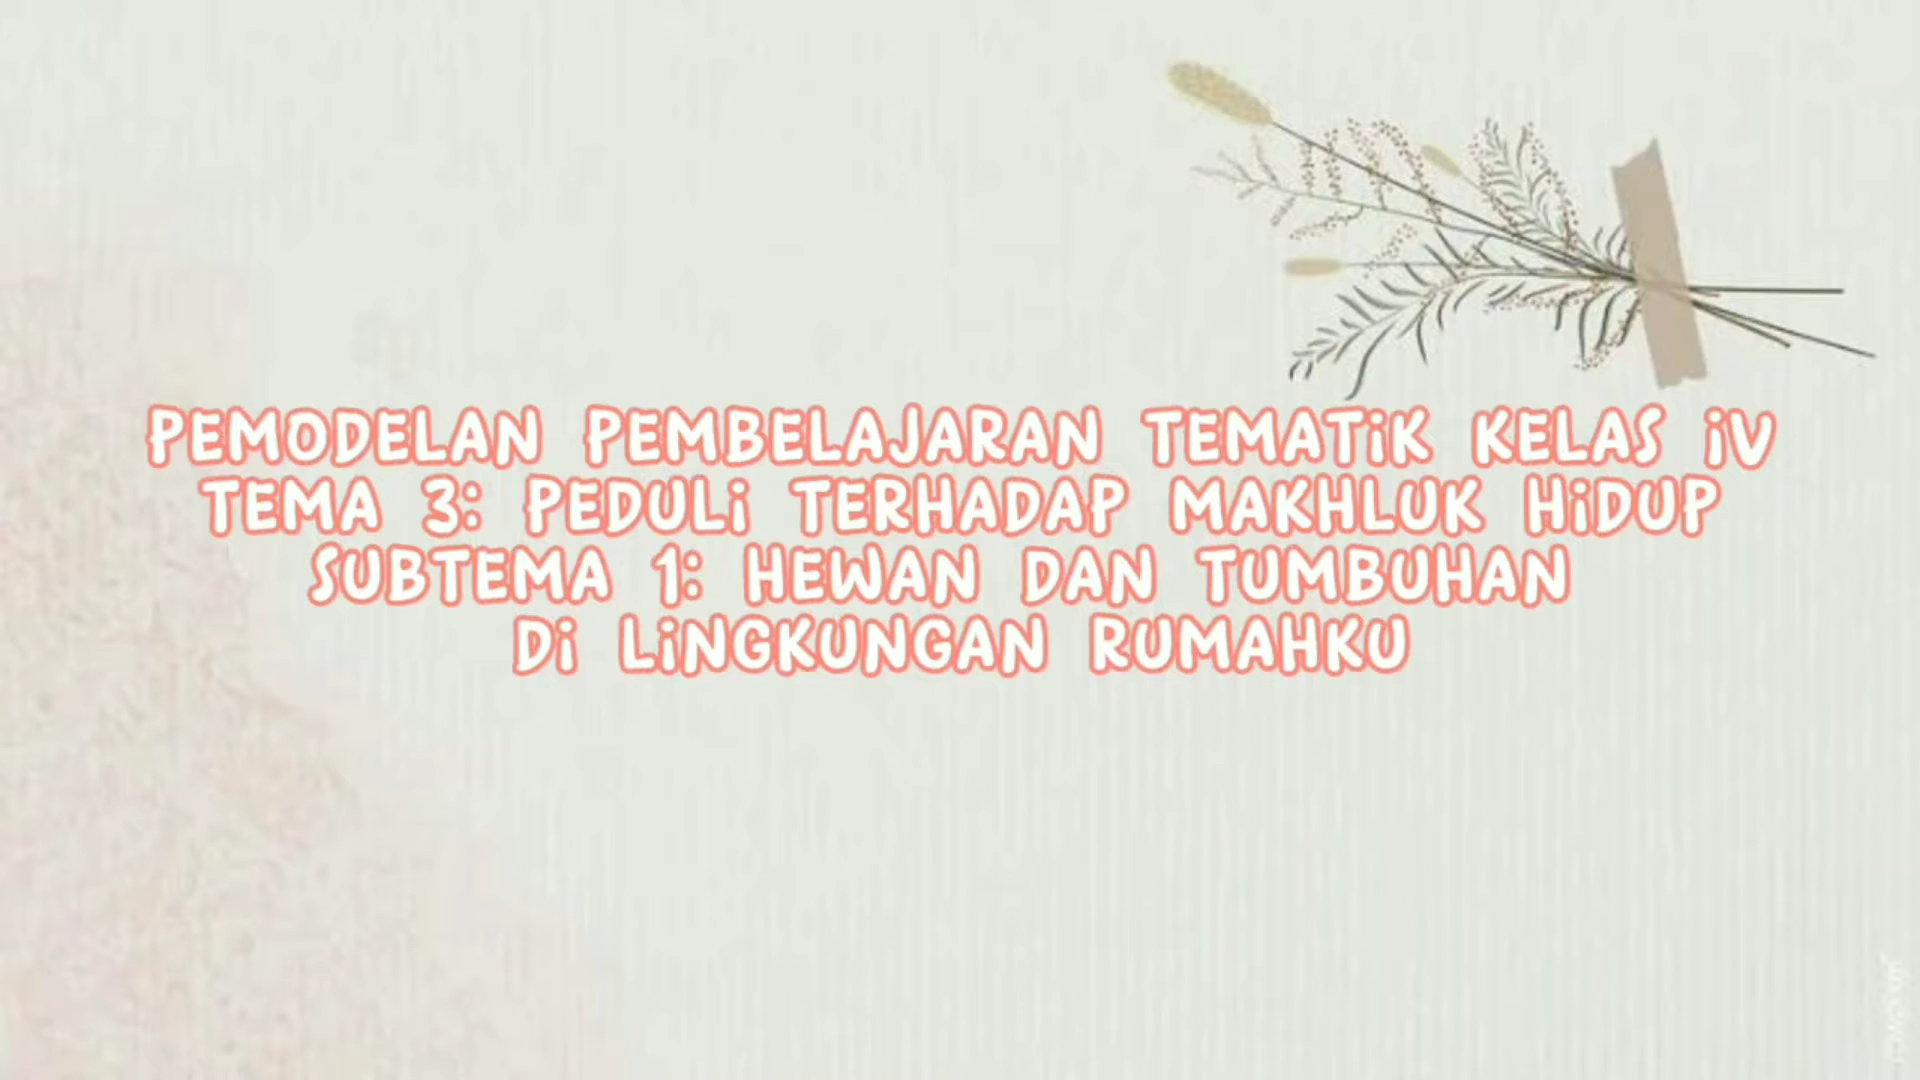 PEMODELAN PEMBELAJARAN TEMATiK KELAS iV
TEMA 3: PEDULi TERHADAP MAKHLUK HiDUP
SUBTEMA 1: HEWAN DAN TUMBUHAN
Di LiNGKUNGAN RUMAHKU